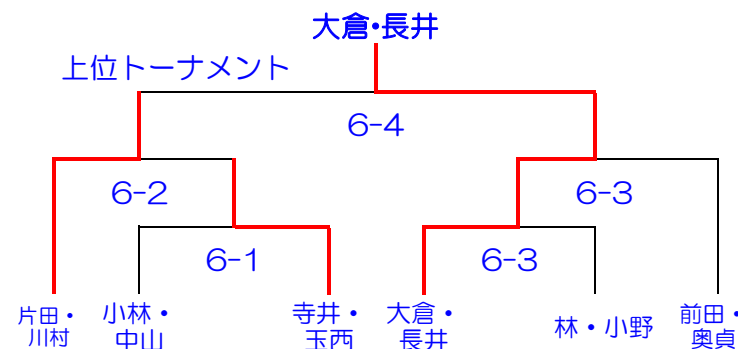 大倉・長井
上位トーナメント
6-4
6-2
6-3
6-1
6-3
片田・
川村
小林・
中山
寺井・
玉西
大倉・
長井
林・小野
前田・
奥貞